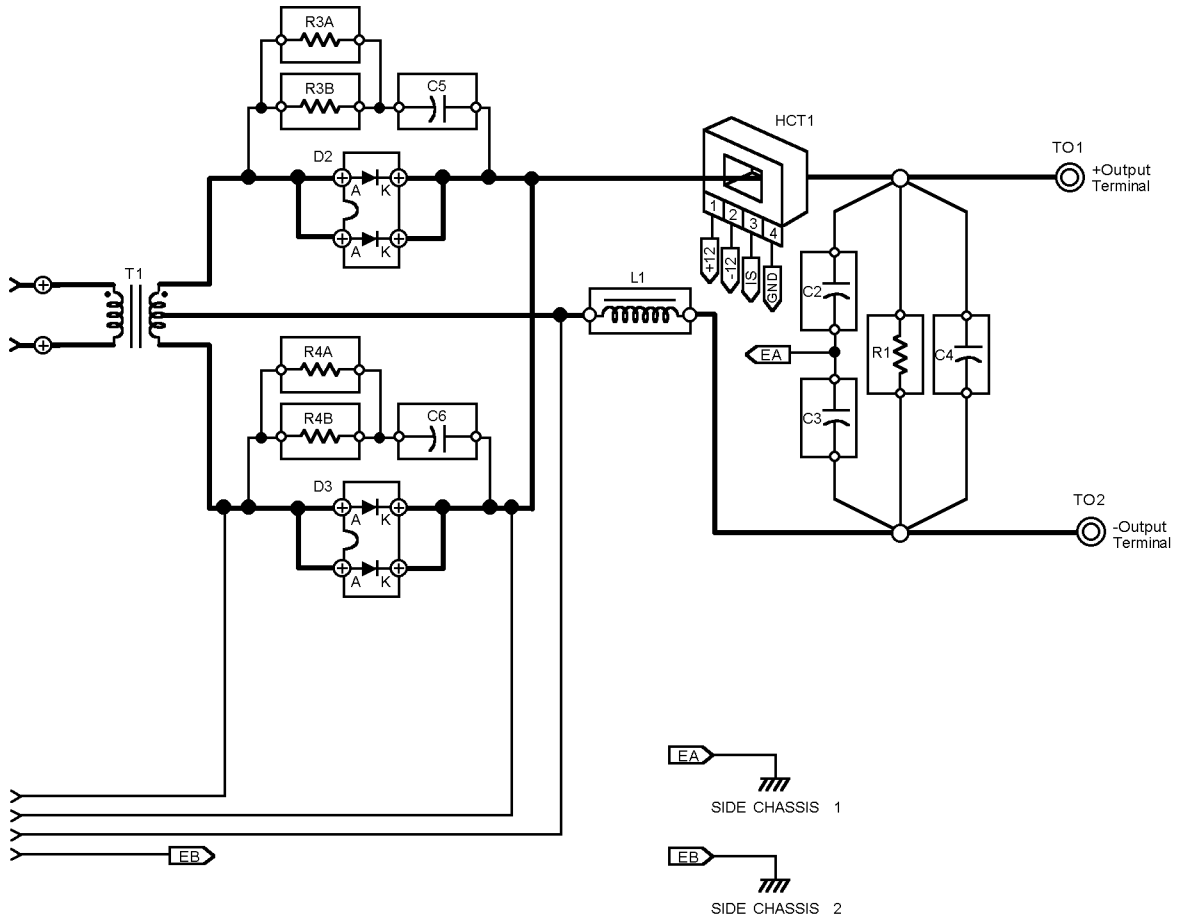 R3A
R3B
C5
D2
A
K
A
K
HCT1
1
2
3
4
+12
-12
IS
GND
TO1
+Output
Terminal
T1
L1
C2
EA
R1
C4
C3
R4A
R4B
C6
D3
A
K
A
K
TO2
-Output
Terminal
EA
SIDE CHASSIS 1
EB
EB
SIDE CHASSIS 2